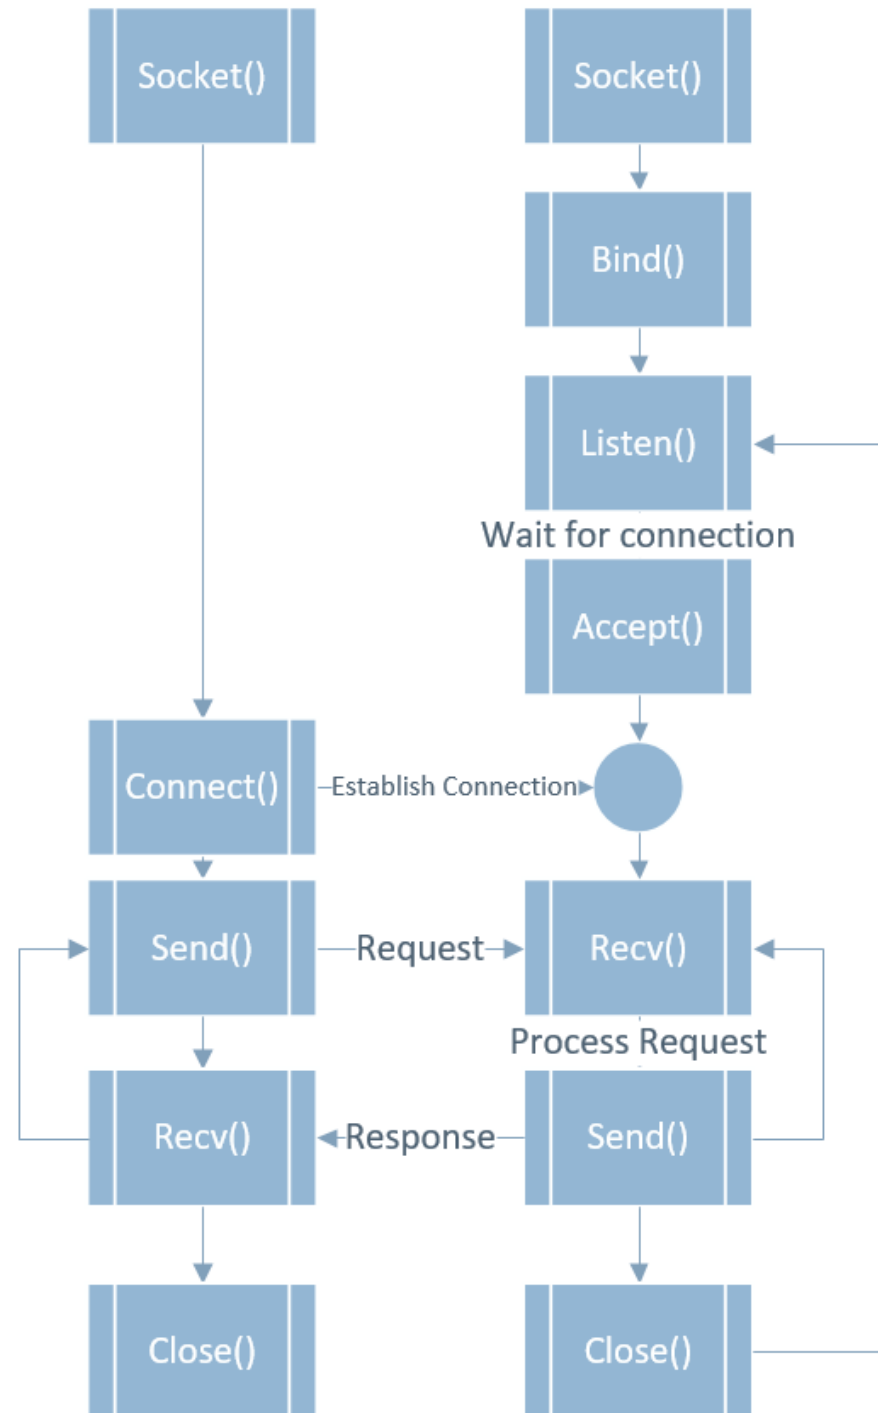 Socket()
Socket()
Bind()
Listen()
Wait for connection
Accept()
Connect()
Establish Connection
Send()
Request
Recv()
Process Request
Recv()
Response
Send()
Close()
Close()